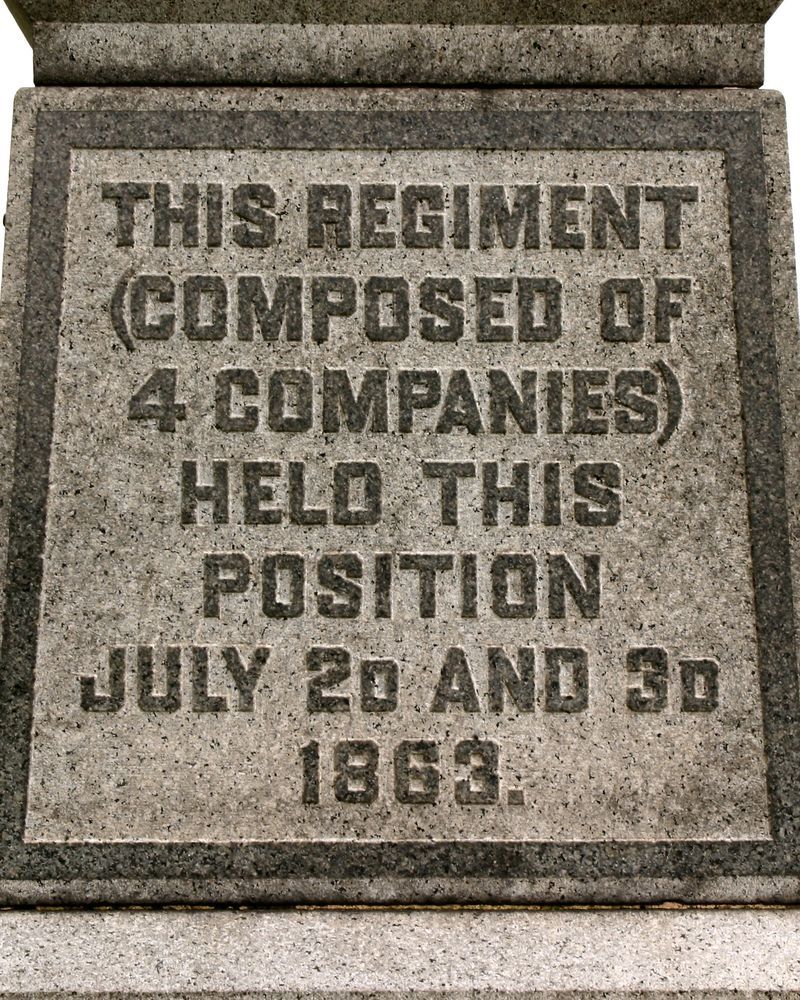 THIS REGIMENT
(COMPOSED OF
4 COMPANIES)
HELD THIS
POSITION
JULY 2D AND 3D
1863.